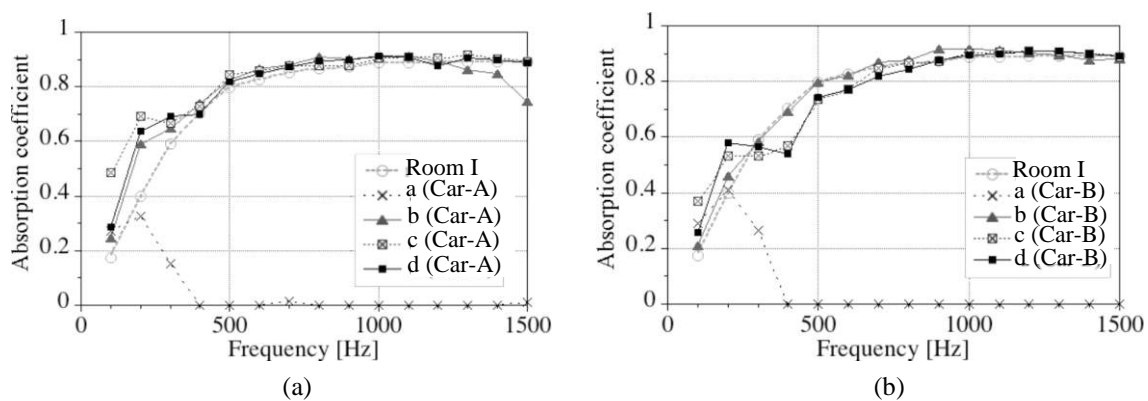 1
0.8
0.6
0.4
0.2
0
Absorption coefficient
Room I
a (Car-A)
b (Car-A)
c (Car-A)
d (Car-A)
0 500 1000 1500
Frequency [Hz]
(a)
1
0.8
0.6
0.4
0.2
0
Absorption coefficient
Room I
a (Car-B)
b (Car-B)
c (Car-B)
d (Car-B)
0 500 1000 1500
Frequency [Hz]
(b)